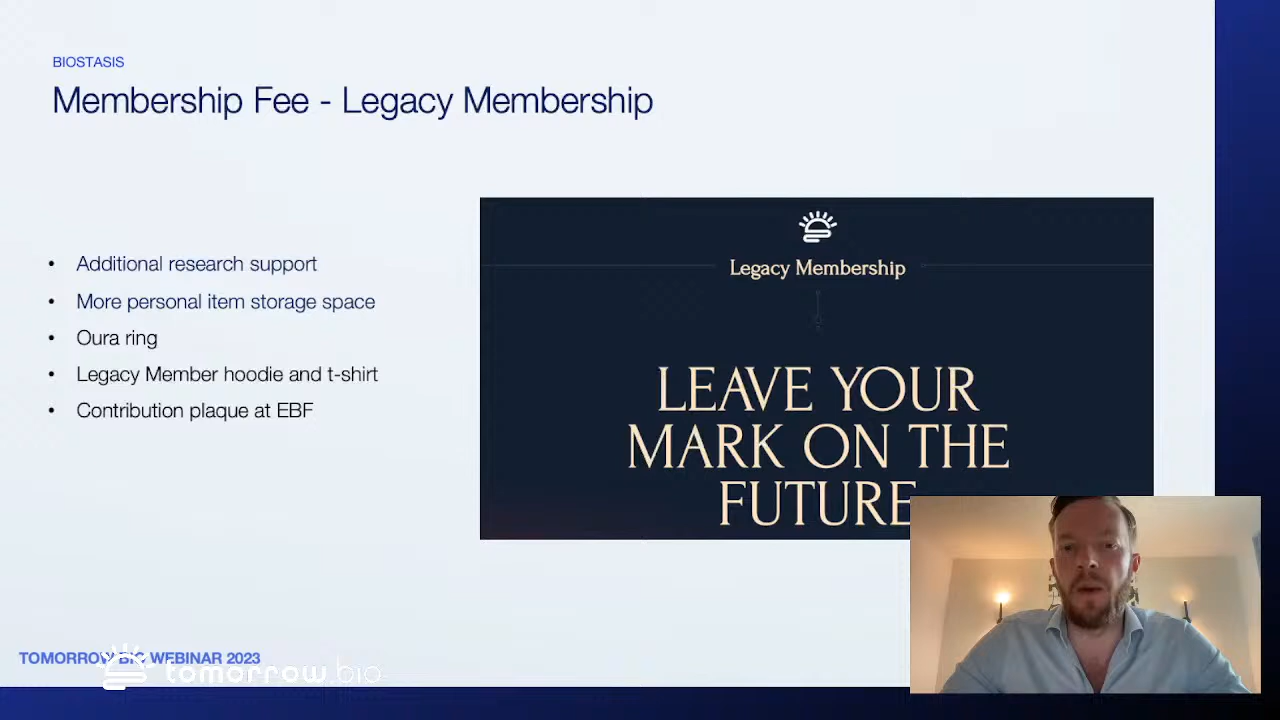 BIOSTASIS
Membership Fee - Legacy Membership
• Additional research support
• More personal item storage space
• Oura ring
• Legacy Member hoodie and t-shirt
• Contribution plaque at EBF
Legacy Membership
LEAVE YOUR
MARK ON THE
FUTURE
TOMORROW BIO WEBINAR 2023
tomorrow.bio